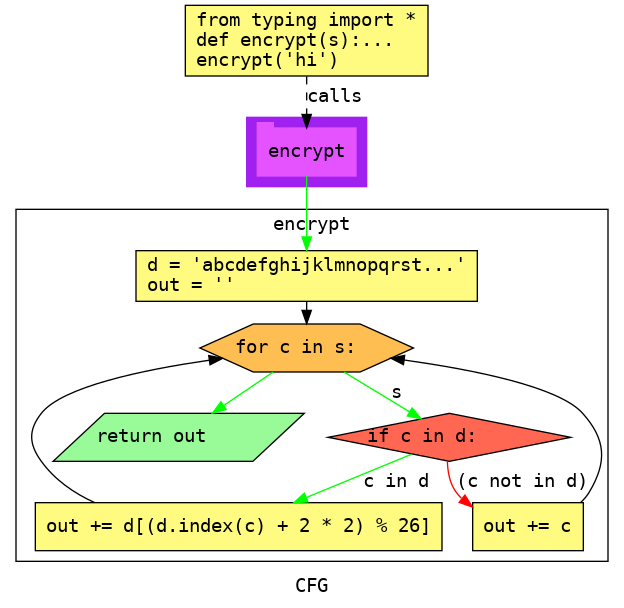 from typing import *
def encrypt(s):...
encrypt('hi')
calls
encrypt
encrypt
d = 'abcdefghijklmnopqrst...'
out = ''
for c in s:
s
return out
if c in d:
c in d
(c not in d)
out += d[(d.index(c) + 2 * 2) % 26]
out += c
CFG